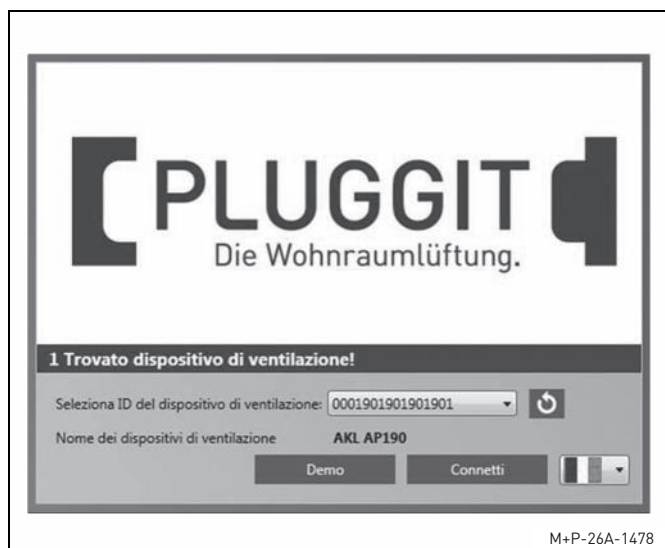 PLUGGIT
Die Wohnraumlüftung.
1 Trovato dispositivo di ventilazione!
Seleziona ID del dispositivo di ventilazione: 0001901901901901
Nome dei dispositivi di ventilazione AKL AP190
Demo Connetti
M+P-26A-1478